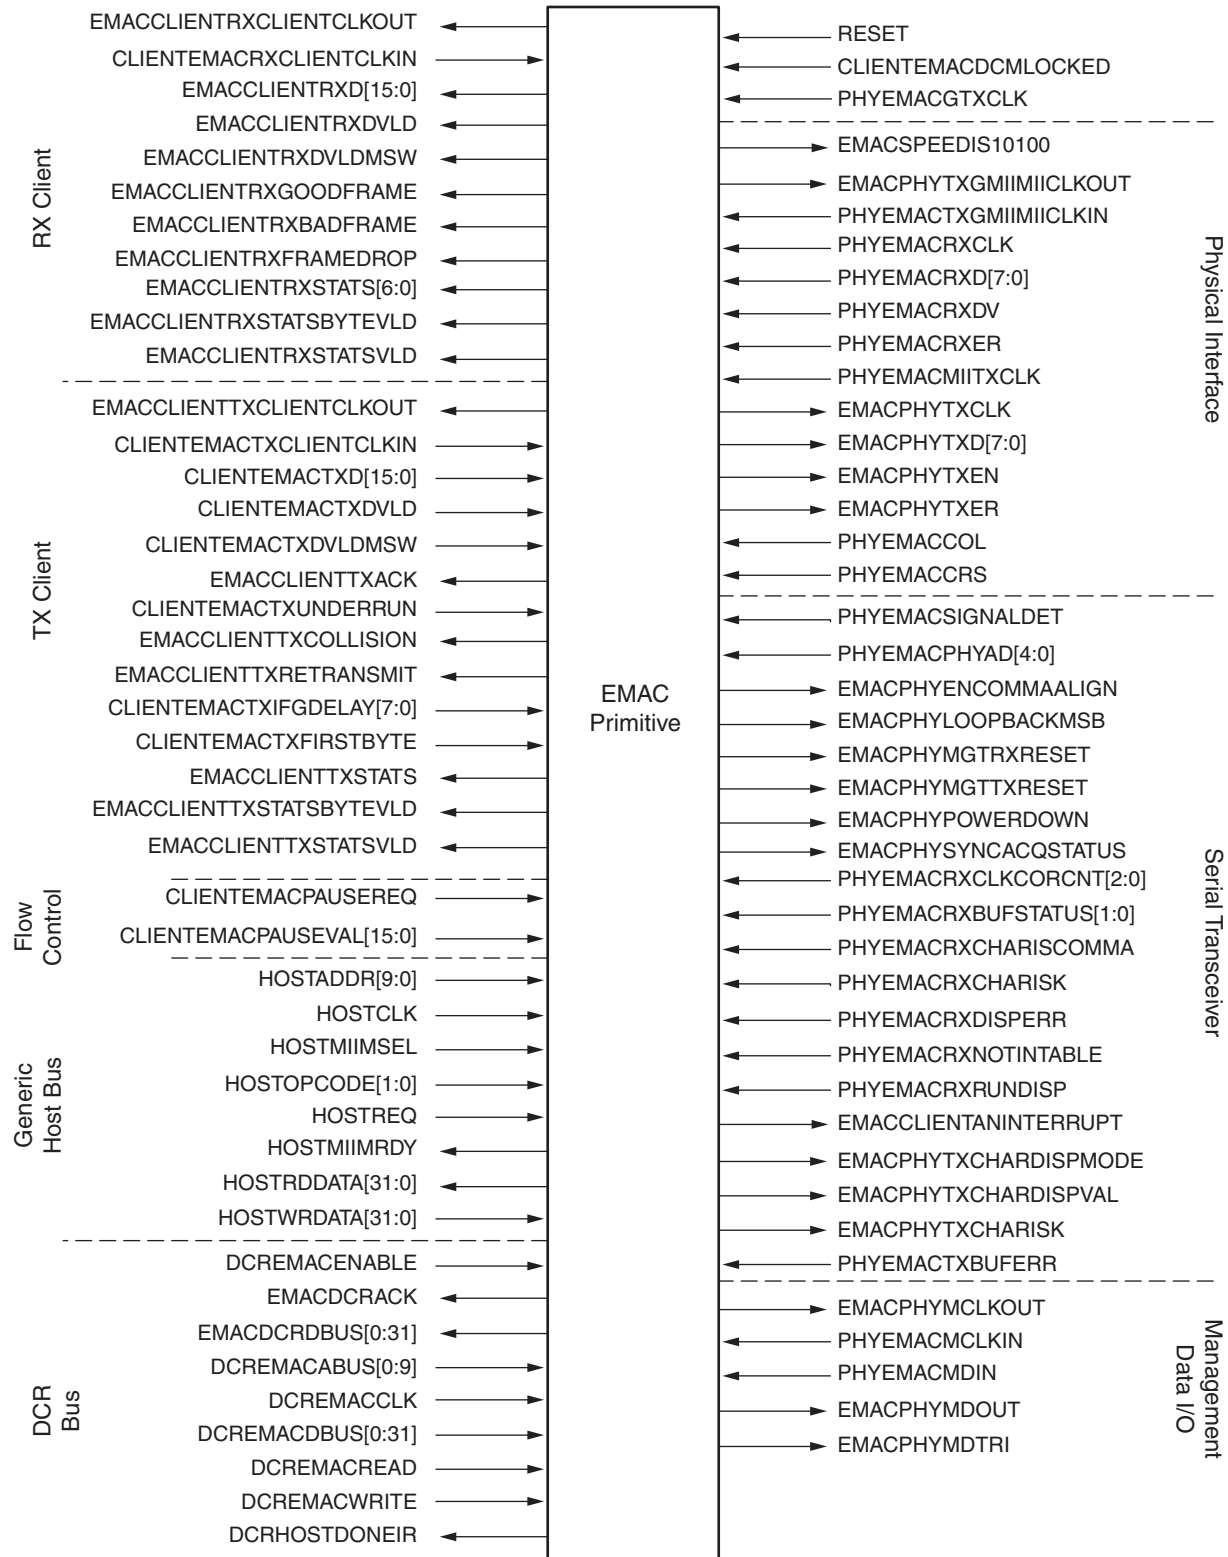 RX Client
EMACCLIENTRXCLIENTCLKOUT
CLIENTEMACRXCLIENTCLKIN
EMACCLIENTRXD[15:0]
EMACCLIENTRXDVLD
EMACCLIENTRXDVLDMSW
EMACCLIENTRXGOODFRAME
EMACCLIENTRXBADFRAME
EMACCLIENTRXFRAMEDROP
EMACCLIENTRXSTATS[6:0]
EMACCLIENTRXSTATSBYTEVLD
EMACCLIENTRXSTATSVLD
TX Client
EMACCLIENTTXCLIENTCLKOUT
CLIENTEMACTXCLIENTCLKIN
CLIENTEMACTXD[15:0]
CLIENTEMACTXDVLD
CLIENTEMACTXDVLDMSW
EMACCLIENTTXACK
CLIENTEMACTXUNDERRUN
EMACCLIENTTXCOLLISION
EMACCLIENTTXRETRANSMIT
CLIENTEMACTXIFGDELAY[7:0]
CLIENTEMACTXFIRSTBYTE
EMACCLIENTTXSTATS
EMACCLIENTTXSTATSBYTEVLD
EMACCLIENTTXSTATSVLD
Flow
Control
CLIENTEMACPAUSEREQ
CLIENTEMACPAUSEVAL[15:0]
Generic
Host Bus
HOSTADDR[9:0]
HOSTCLK
HOSTMIIMSEL
HOSTOPCODE[1:0]
HOSTREQ
HOSTMIIMRDY
HOSTRDDATA[31:0]
HOSTWRDATA[31:0]
DCR
Bus
DCREMACENABLE
EMACDCRACK
EMACDCRDBUS[0:31]
DCREMACABUS[0:9]
DCREMACCLK
DCREMACDBUS[0:31]
DCREMACREAD
DCREMACWRITE
DCRHOSTDONEIR
EMAC
Primitive
RESET
CLIENTEMACDCMLOCKED
PHYEMACGTXCLK
EMACSPEEDIS10100
EMACPHYTXGMIIMIICLKOUT
PHYEMACTXGMIIMIICLKIN
PHYEMACRXCLK
PHYEMACRXD[7:0]
PHYEMACRXDV
PHYEMACRXER
PHYEMACMIITXCLK
EMACPHYTXCLK
EMACPHYTXD[7:0]
EMACPHYTXEN
EMACPHYTXER
PHYEMACCOL
PHYEMACCRS
Physical Interface
PHYEMACSIGNALDET
PHYEMACPHYAD[4:0]
EMACPHYENCOMMAALIGN
EMACPHYLOOPBACKMSB
EMACPHYMGTRXRESET
EMACPHYMGTTXRESET
EMACPHYPOWERDOWN
EMACPHYSYNCACQSTATUS
PHYEMACRXCLKCORCNT[2:0]
PHYEMACRXBUFSTATUS[1:0]
PHYEMACRXCHARISCOMMA
PHYEMACRXCHARISK
PHYEMACRXDISPERR
PHYEMACRXNOTINTABLE
PHYEMACRXRUNDISP
EMACCLIENTANINTERRUPT
EMACPHYTXCHARDISPMODE
EMACPHYTXCHARDISPVAL
EMACPHYTXCHARISK
PHYEMACTXBUFERR
Serial Transceiver
EMACPHYMCLKOUT
PHYEMACMCLKIN
PHYEMACMDIN
EMACPHYMDOUT
EMACPHYMDTRI
Management
Data I/O